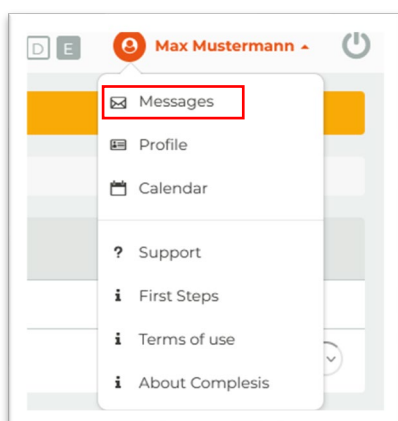 D E Max Mustermann
Messages
Profile
Calendar
? Support
i First Steps
i Terms of use
i About Complesis